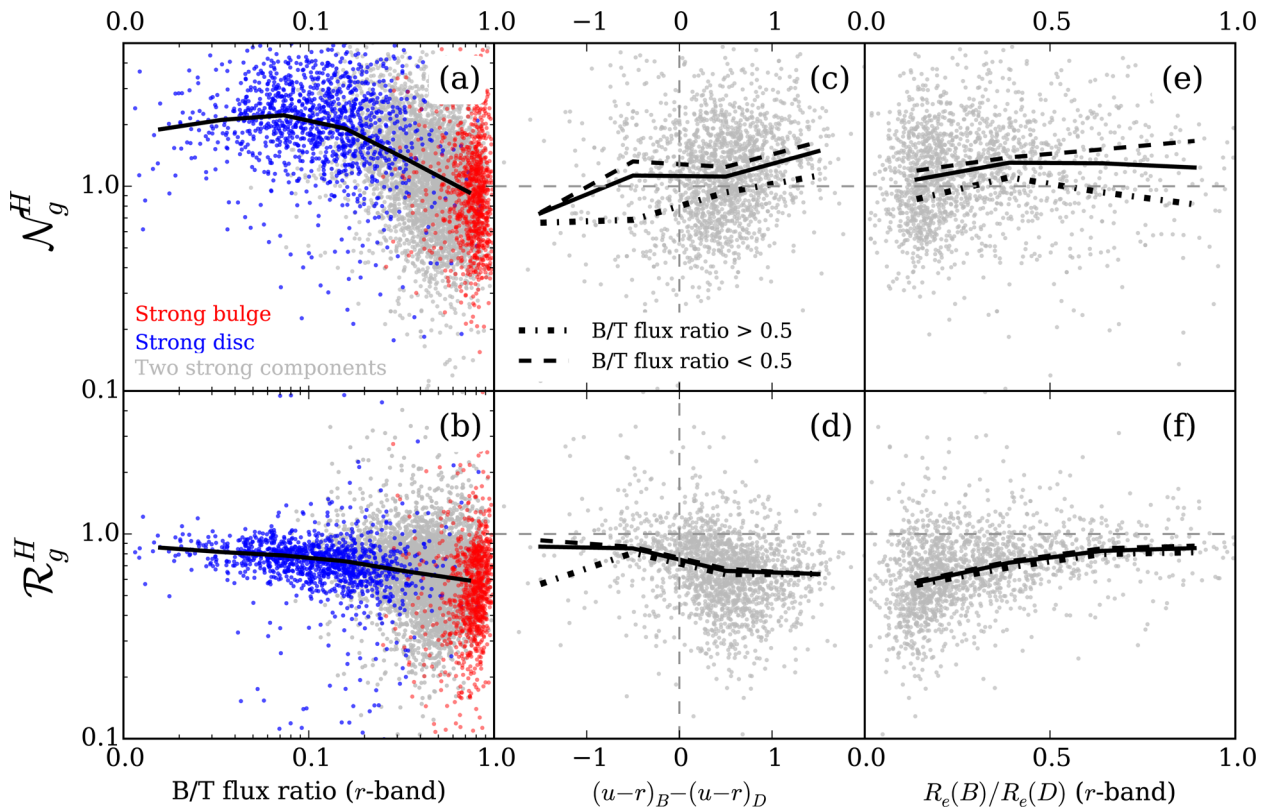 0.0 0.1 1.0 −1 0 1 0.0 0.5 1.0
(a) (c) (e)
1.0
𝒩_g^H
Strong bulge
Strong disc
Two strong components
B/T flux ratio > 0.5
B/T flux ratio < 0.5
0.1
(b) (d) (f)
1.0
ℛ_g^H
0.1
0.0 0.1 1.0 −1 0 1 0.0 0.5 1.0
B/T flux ratio (r-band) (u−r)_B−(u−r)_D R_e(B)/R_e(D) (r-band)